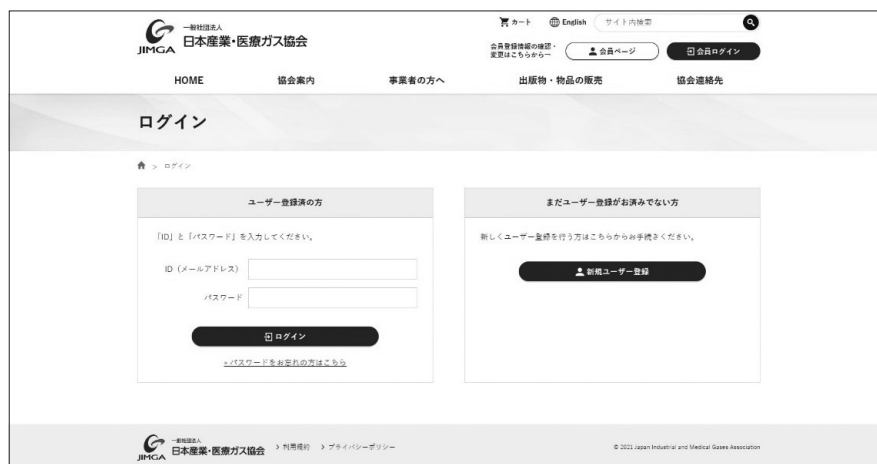 JIMGA
一般社団法人
日本産業・医療ガス協会
カート English サイト内検索
会員登録情報の確認・
変更はこちらから→
会員ページ 会員ログイン
HOME 協会案内 事業者の方へ 出版物・物品の販売 協会連絡先
ログイン
> ログイン
ユーザー登録済の方
「ID」と「パスワード」を入力してください。
ID（メールアドレス）
パスワード
ログイン
»パスワードをお忘れの方はこちら
まだユーザー登録がお済みでない方
新しくユーザー登録を行う方はこちらからお手続きください。
新規ユーザー登録
JIMGA
一般社団法人
日本産業・医療ガス協会
> 利用規約 > プライバシーポリシー
© 2021 Japan Industrial and Medical Gases Association